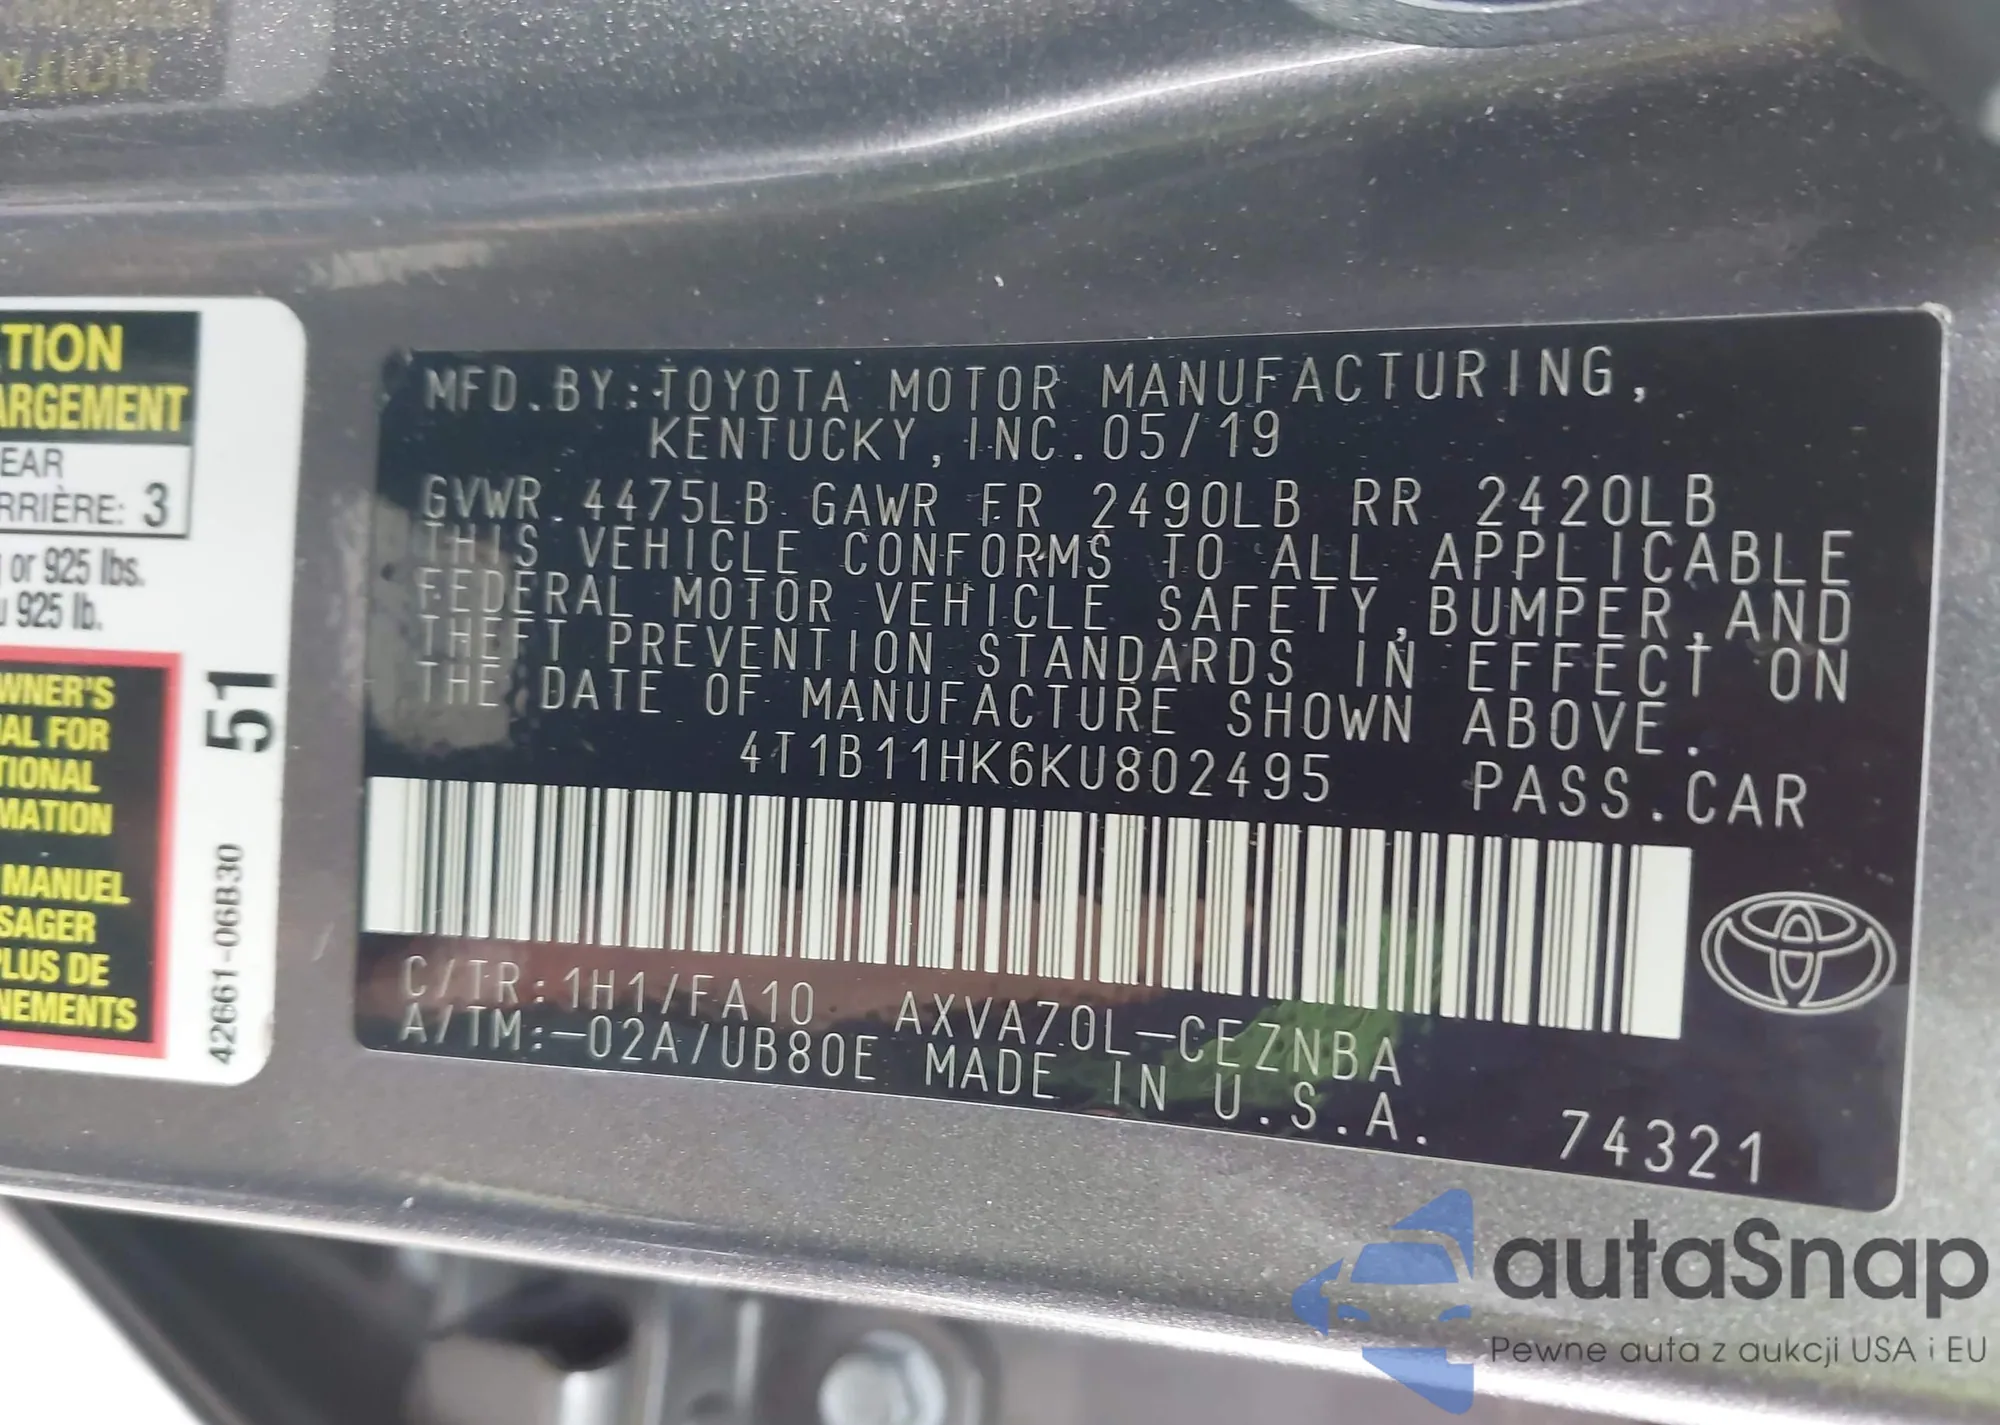 TION
ARGEMENT
EAR
RRIÈRE: 3
or 925 lbs.
925 lb.
WNER'S
AL FOR
TIONAL
MATION
MANUEL
SAGER
PLUS DE
NEMENTS
51
42661-06B30
MFD.BY:TOYOTA MOTOR MANUFACTURING,
KENTUCKY,INC.05/19
GVWR 4475LB GAWR FR 2490LB RR 2420LB
THIS VEHICLE CONFORMS TO ALL APPLICABLE
FEDERAL MOTOR VEHICLE SAFETY,BUMPER,AND
THEFT PREVENTION STANDARDS IN EFFECT ON
THE DATE OF MANUFACTURE SHOWN ABOVE.
4T1B11HK6KU802495 PASS.CAR
C/TR:1H1/FA10 AXVA70L-CEZNBA
A/TM:-02A/UB80E MADE IN U.S.A.
74321
autaSnap
Pewne auta z aukcji USA i EU